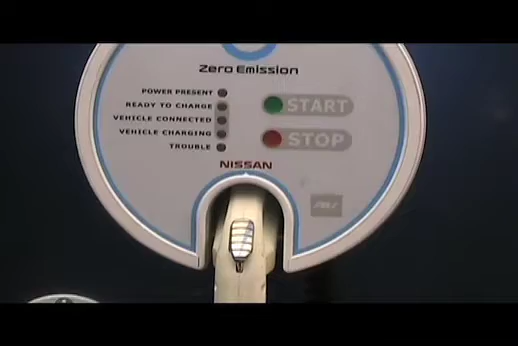 Zero Emission
POWER PRESENT
READY TO CHARGE
VEHICLE CONNECTED
VEHICLE CHARGING
TROUBLE
START
STOP
NISSAN